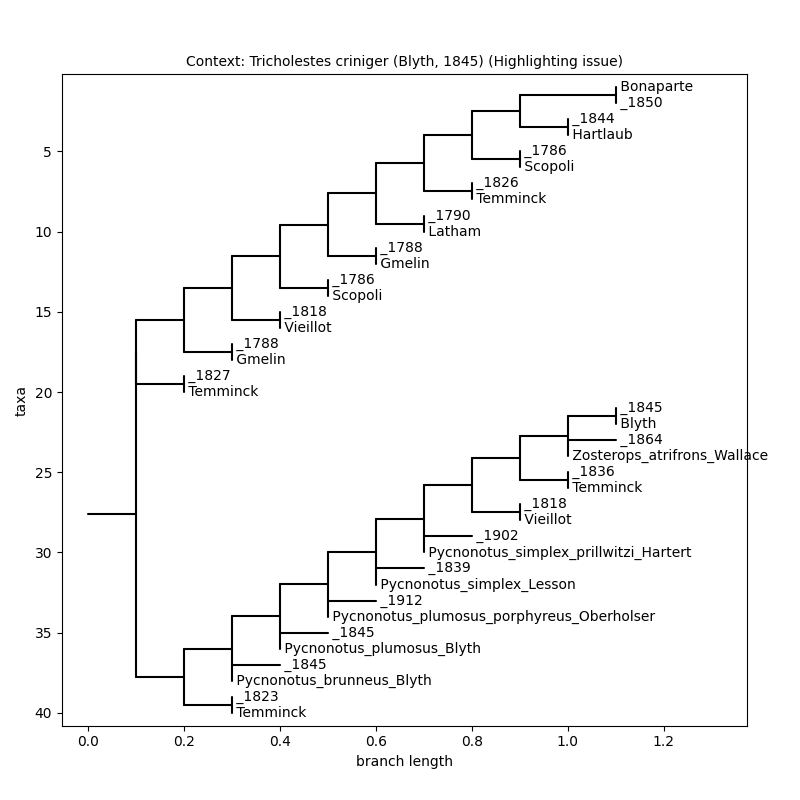 Context: Tricholestes criniger (Blyth, 1845) (Highlighting issue)
Bonaparte
_1850
_1844
Hartlaub
_1786
Scopoli
_1826
Temminck
_1790
Latham
_1788
Gmelin
_1786
Scopoli
_1818
Vieillot
_1788
Gmelin
_1827
Temminck
_1845
Blyth
_1864
Zosterops_atrifrons_Wallace
_1836
Temminck
_1818
Vieillot
_1902
Pycnonotus_simplex_prillwitzi_Hartert
_1839
Pycnonotus_simplex_Lesson
_1912
Pycnonotus_plumosus_porphyreus_Oberholser
_1845
Pycnonotus_plumosus_Blyth
_1845
Pycnonotus_brunneus_Blyth
_1823
Temminck
taxa
5
10
15
20
25
30
35
40
0.0 0.2 0.4 0.6 0.8 1.0 1.2
branch length